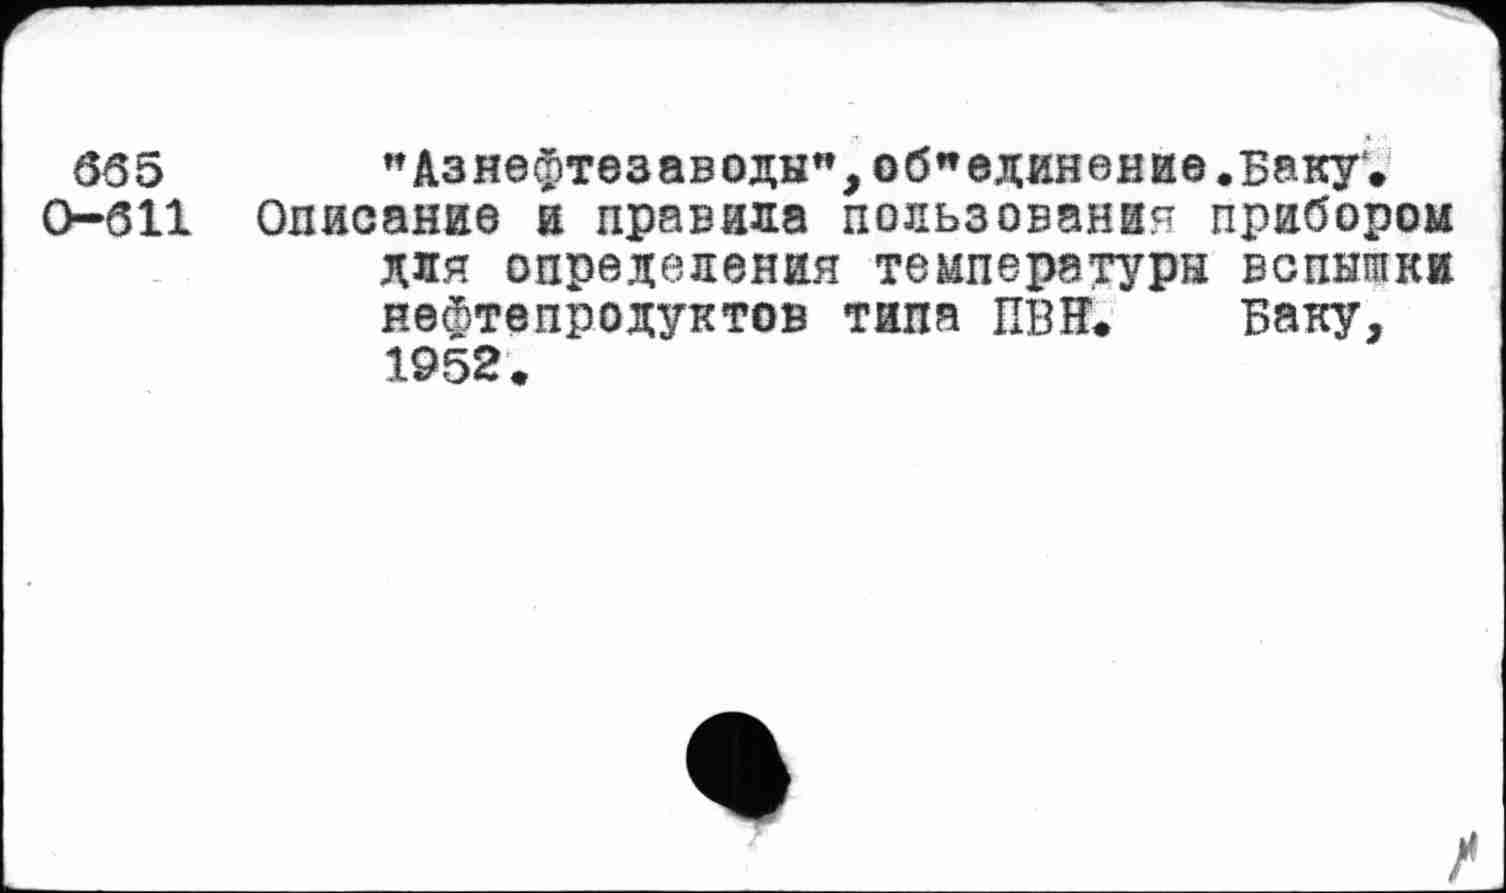 665 "Азнефтезаводы",об"единение.Баку.
О-611 Описание и правила пользования прибором
для определения температуры вспышки
нефтепродуктов типа ПВН. Баку,
1952.